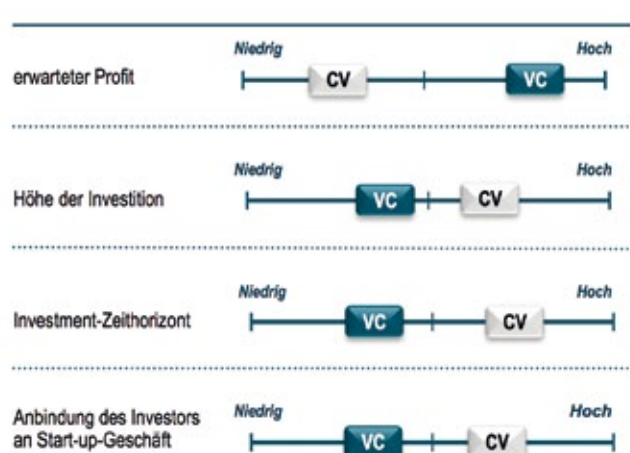 Niedrig Hoch
erwarteter Profit CV VC
Niedrig Hoch
Höhe der Investition VC CV
Niedrig Hoch
Investment-Zeithorizont VC CV
Anbindung des Investors Niedrig Hoch
an Start-up-Geschäft VC CV